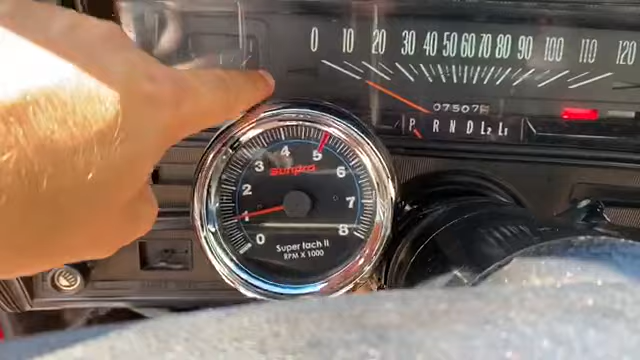 0 10 20 30 40 50 60 70 80 90 100 110 120
07507
P R N D L2 L1
0 1 2 3 4 5 6 7 8
sunpro
Super Tach II
RPM X 1000